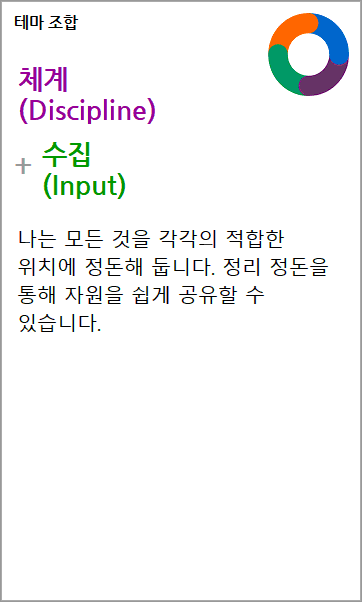 테마 조합
체계
(Discipline)
+ 수집
(Input)
나는 모든 것을 각각의 적합한
위치에 정돈해 둡니다. 정리 정돈을
통해 자원을 쉽게 공유할 수
있습니다.